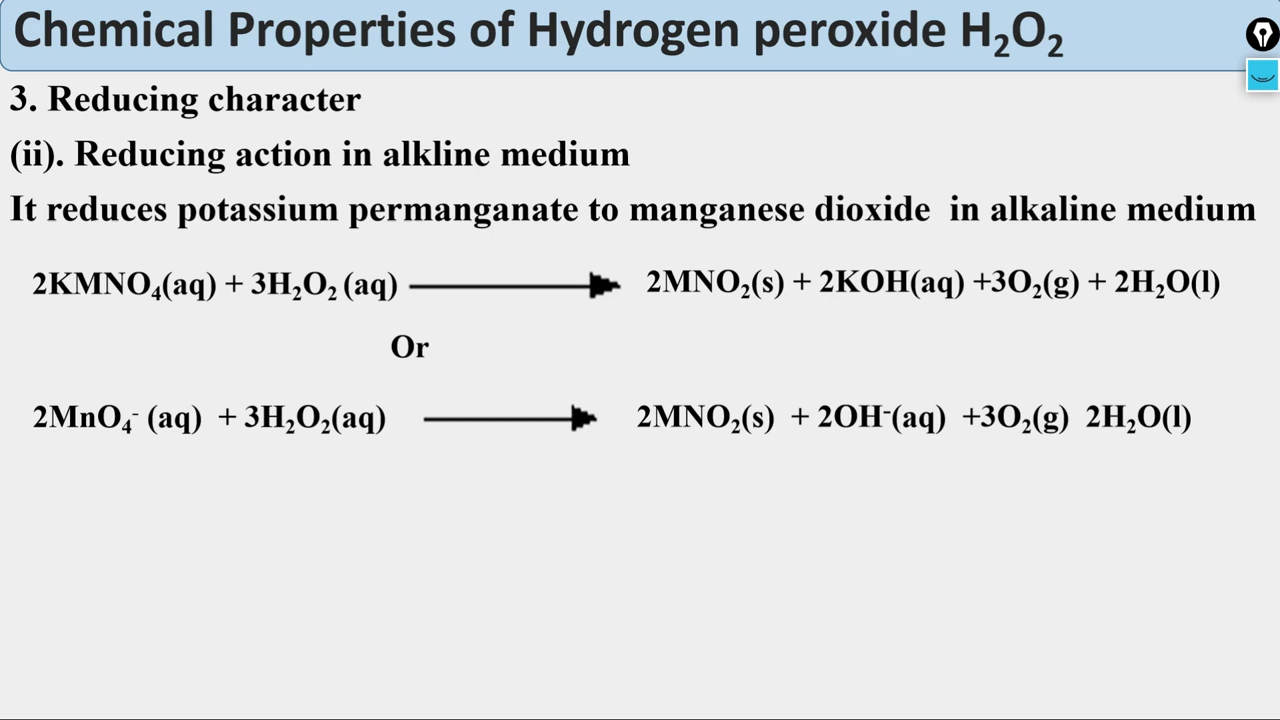 Chemical Properties of Hydrogen peroxide H₂O₂
3. Reducing character
(ii). Reducing action in alkline medium
It reduces potassium permanganate to manganese dioxide in alkaline medium
2KMNO₄(aq) + 3H₂O₂ (aq) ⟶ 2MNO₂(s) + 2KOH(aq) +3O₂(g) + 2H₂O(l)
Or
2MnO₄⁻ (aq) + 3H₂O₂(aq) ⟶ 2MNO₂(s) + 2OH⁻(aq) +3O₂(g) 2H₂O(l)